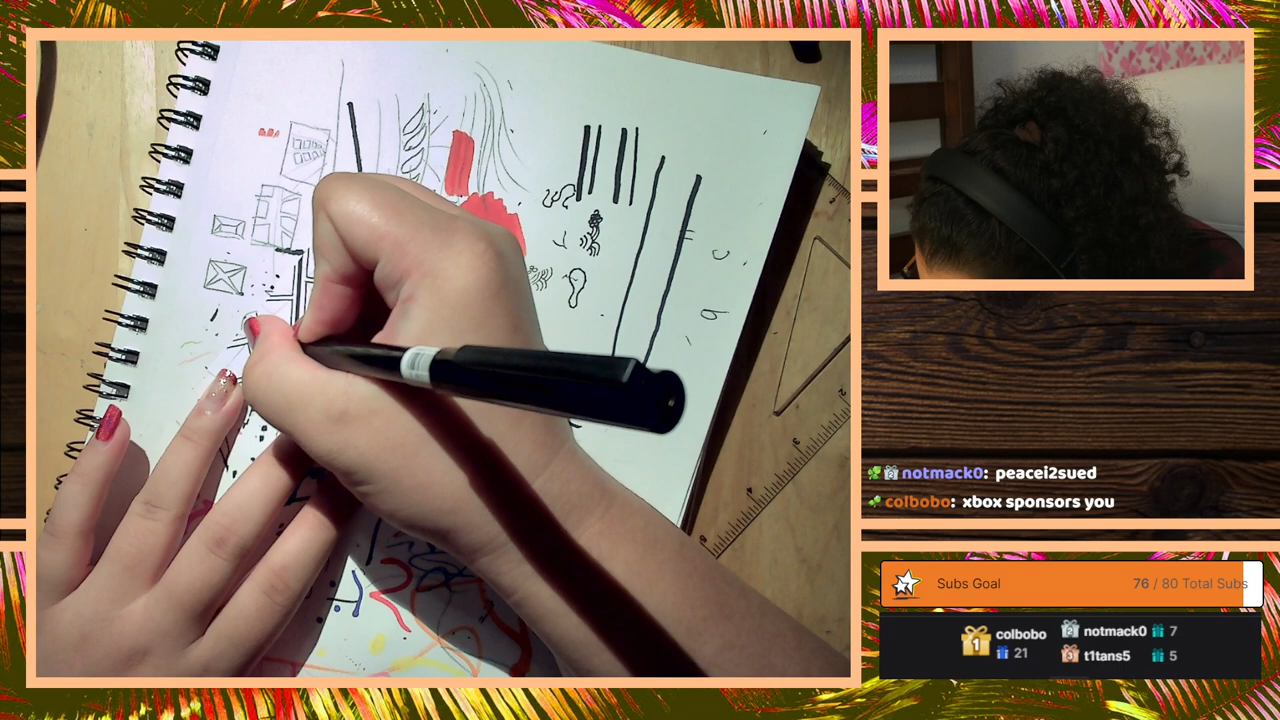 notmack0: peacei2sued
colbobo: xbox sponsors you
Subs Goal 76 / 80 Total Subs
colbobo
21
notmack0 7
t1tans5 5